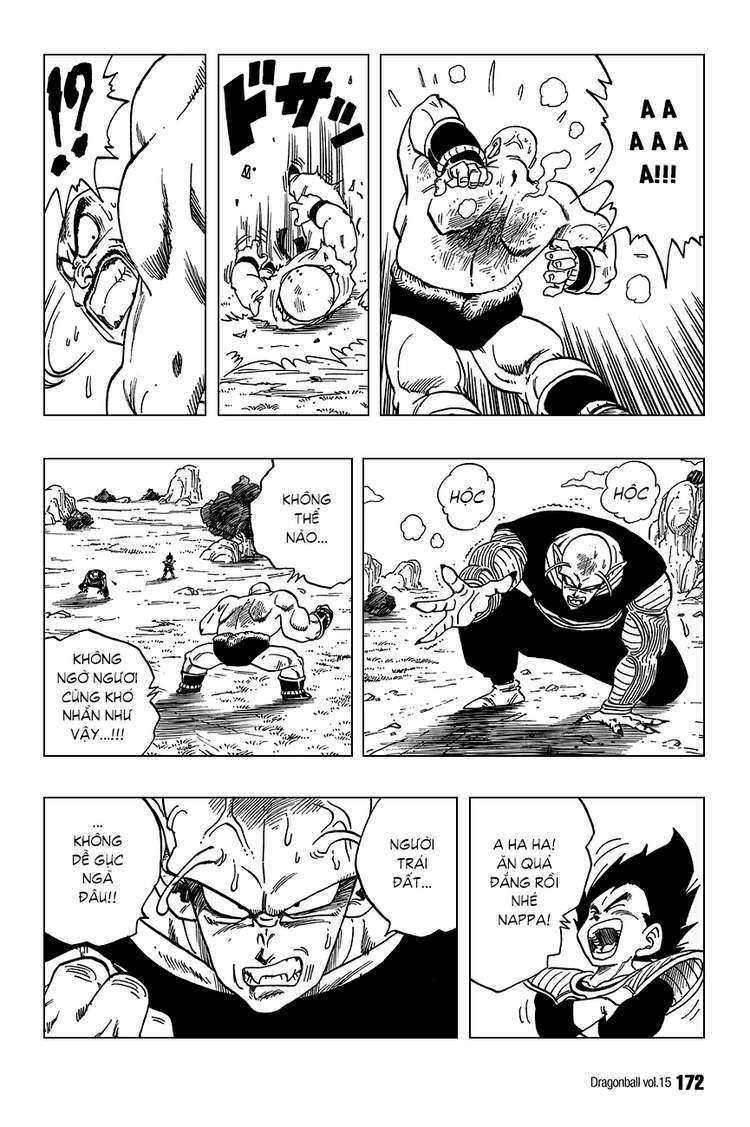 A A
A A A
A!!!
ドサッ
!?
HỘC
HỘC
KHÔNG
THỂ
NÀO...
KHÔNG
NGỜ NGƯƠI
CŨNG KHÓ
NHẰN NHƯ
VẬY...!!!
A HA HA!
ĂN QUẢ
ĐẮNG RỒI
NHÉ
NAPPA!
NGƯỜI
TRÁI
ĐẤT...
...
KHÔNG
DỄ GỤC
NGÃ
ĐÂU!!
Dragonball vol.15 172